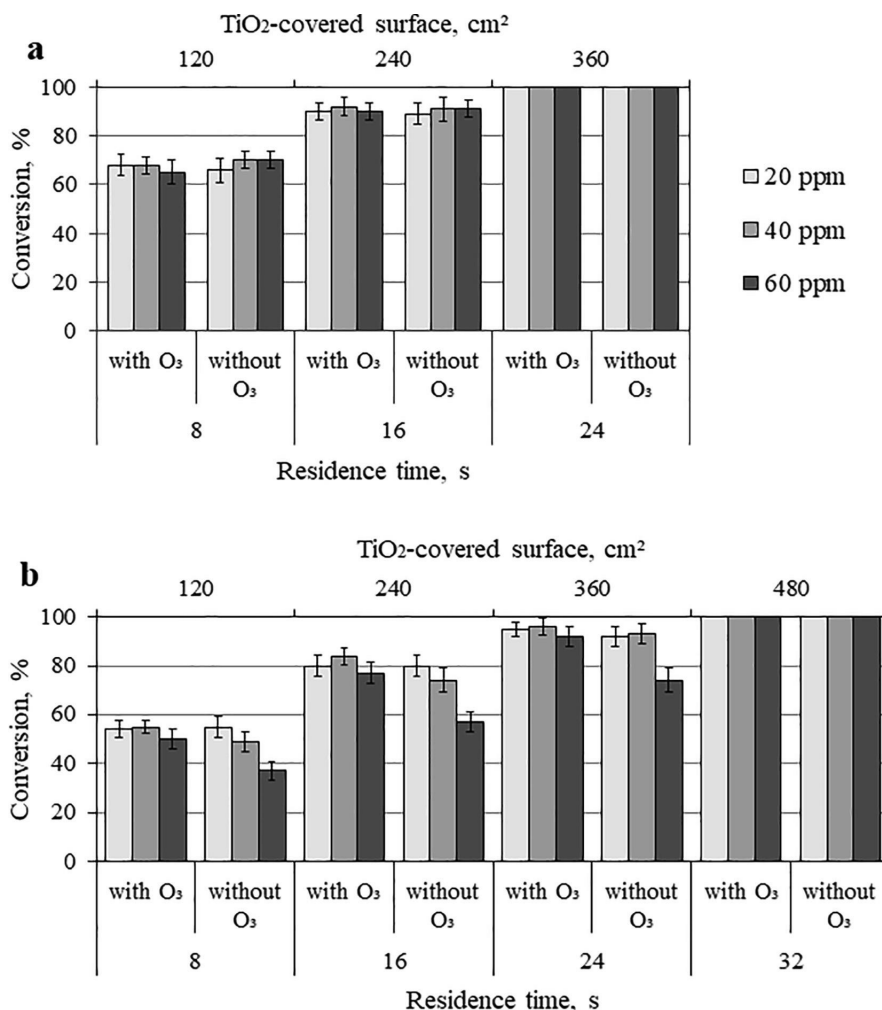 TiO₂-covered surface, cm²
a
120 240 360
Conversion, %
100
80
60
40
20
0
20 ppm
40 ppm
60 ppm
with O₃ without O₃ with O₃ without O₃ with O₃ without O₃
8 16 24
Residence time, s
TiO₂-covered surface, cm²
b
120 240 360 480
Conversion, %
100
80
60
40
20
0
with O₃ without O₃ with O₃ without O₃ with O₃ without O₃ with O₃ without O₃
8 16 24 32
Residence time, s